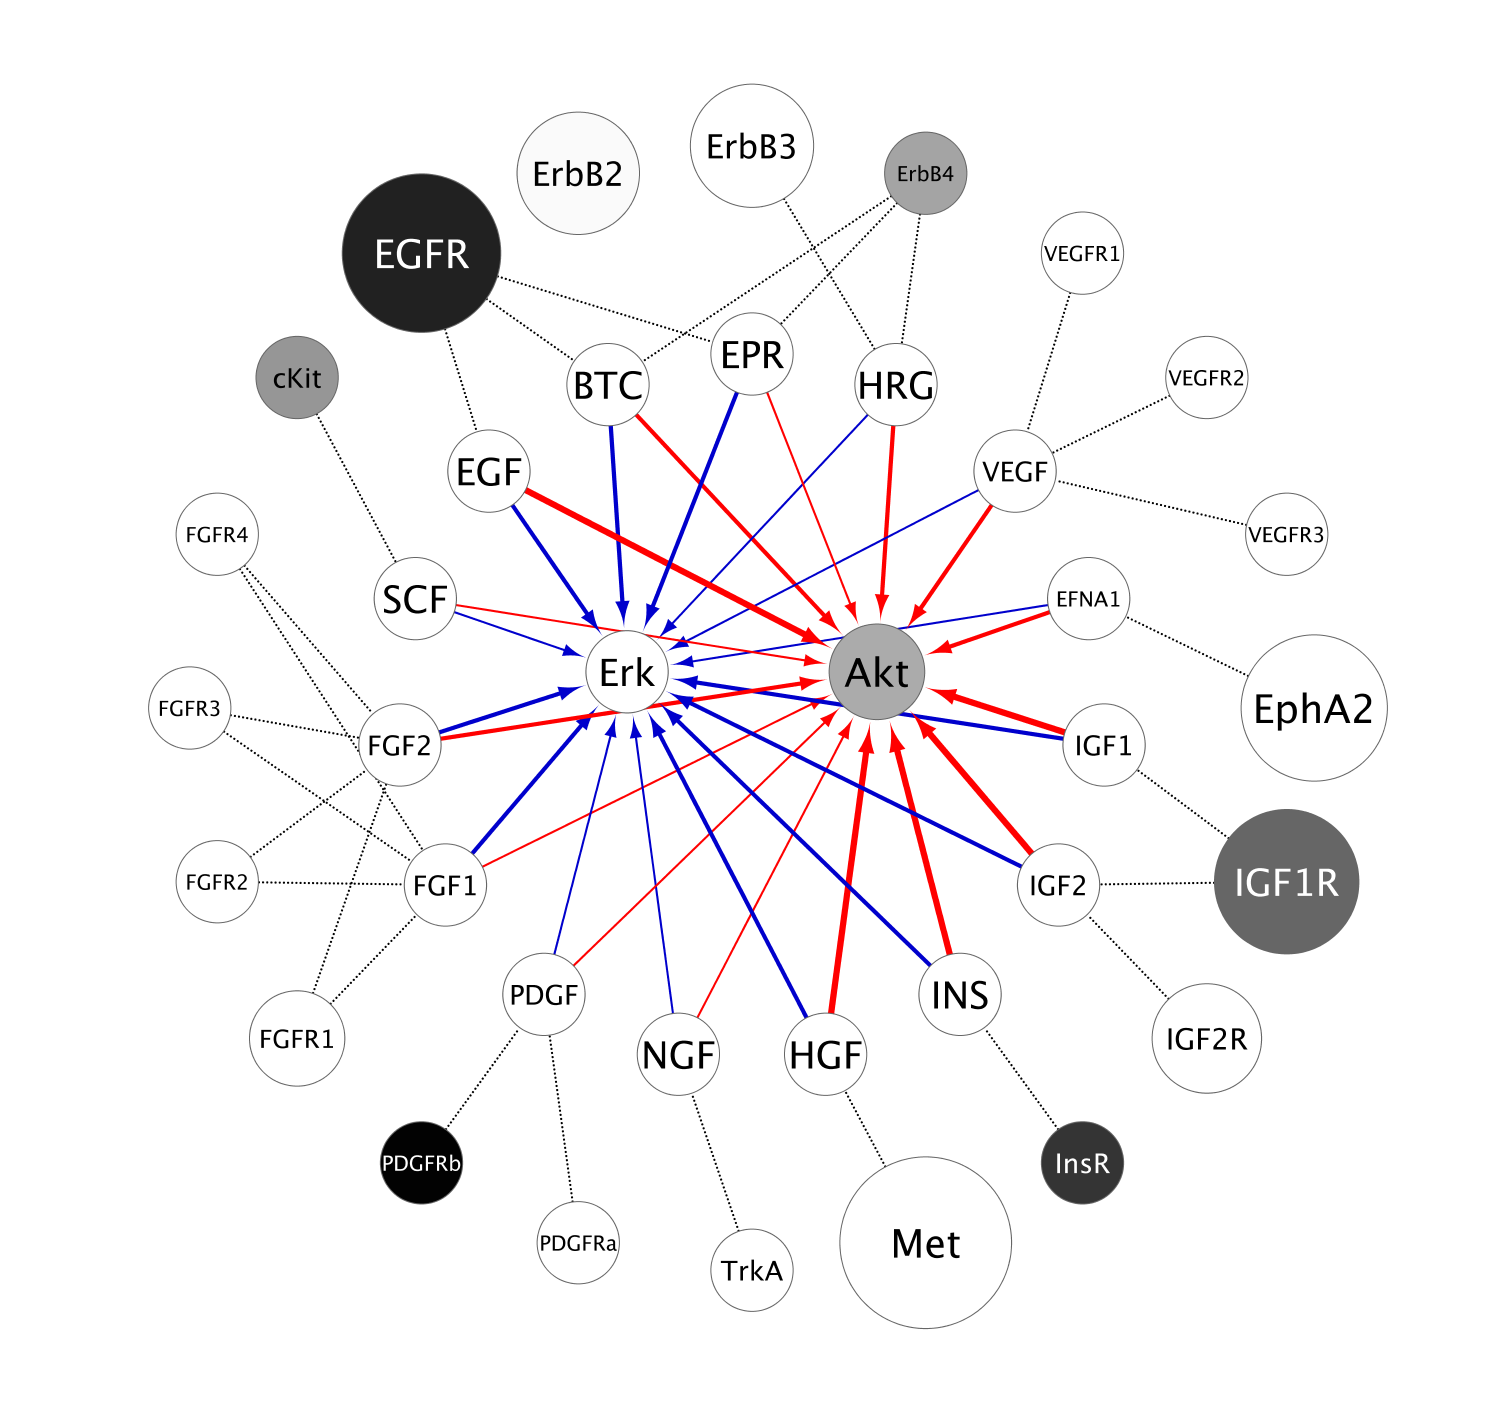 ErbB3
ErbB2
ErbB4
EGFR
VEGFR1
EPR
cKit
BTC
HRG
VEGFR2
EGF
VEGF
FGFR4
VEGFR3
SCF
EFNA1
Erk
Akt
FGFR3
EphA2
FGF2
IGF1
FGFR2
FGF1
IGF2
IGF1R
PDGF
INS
FGFR1
NGF
HGF
IGF2R
PDGFRb
InsR
PDGFRa
Met
TrkA